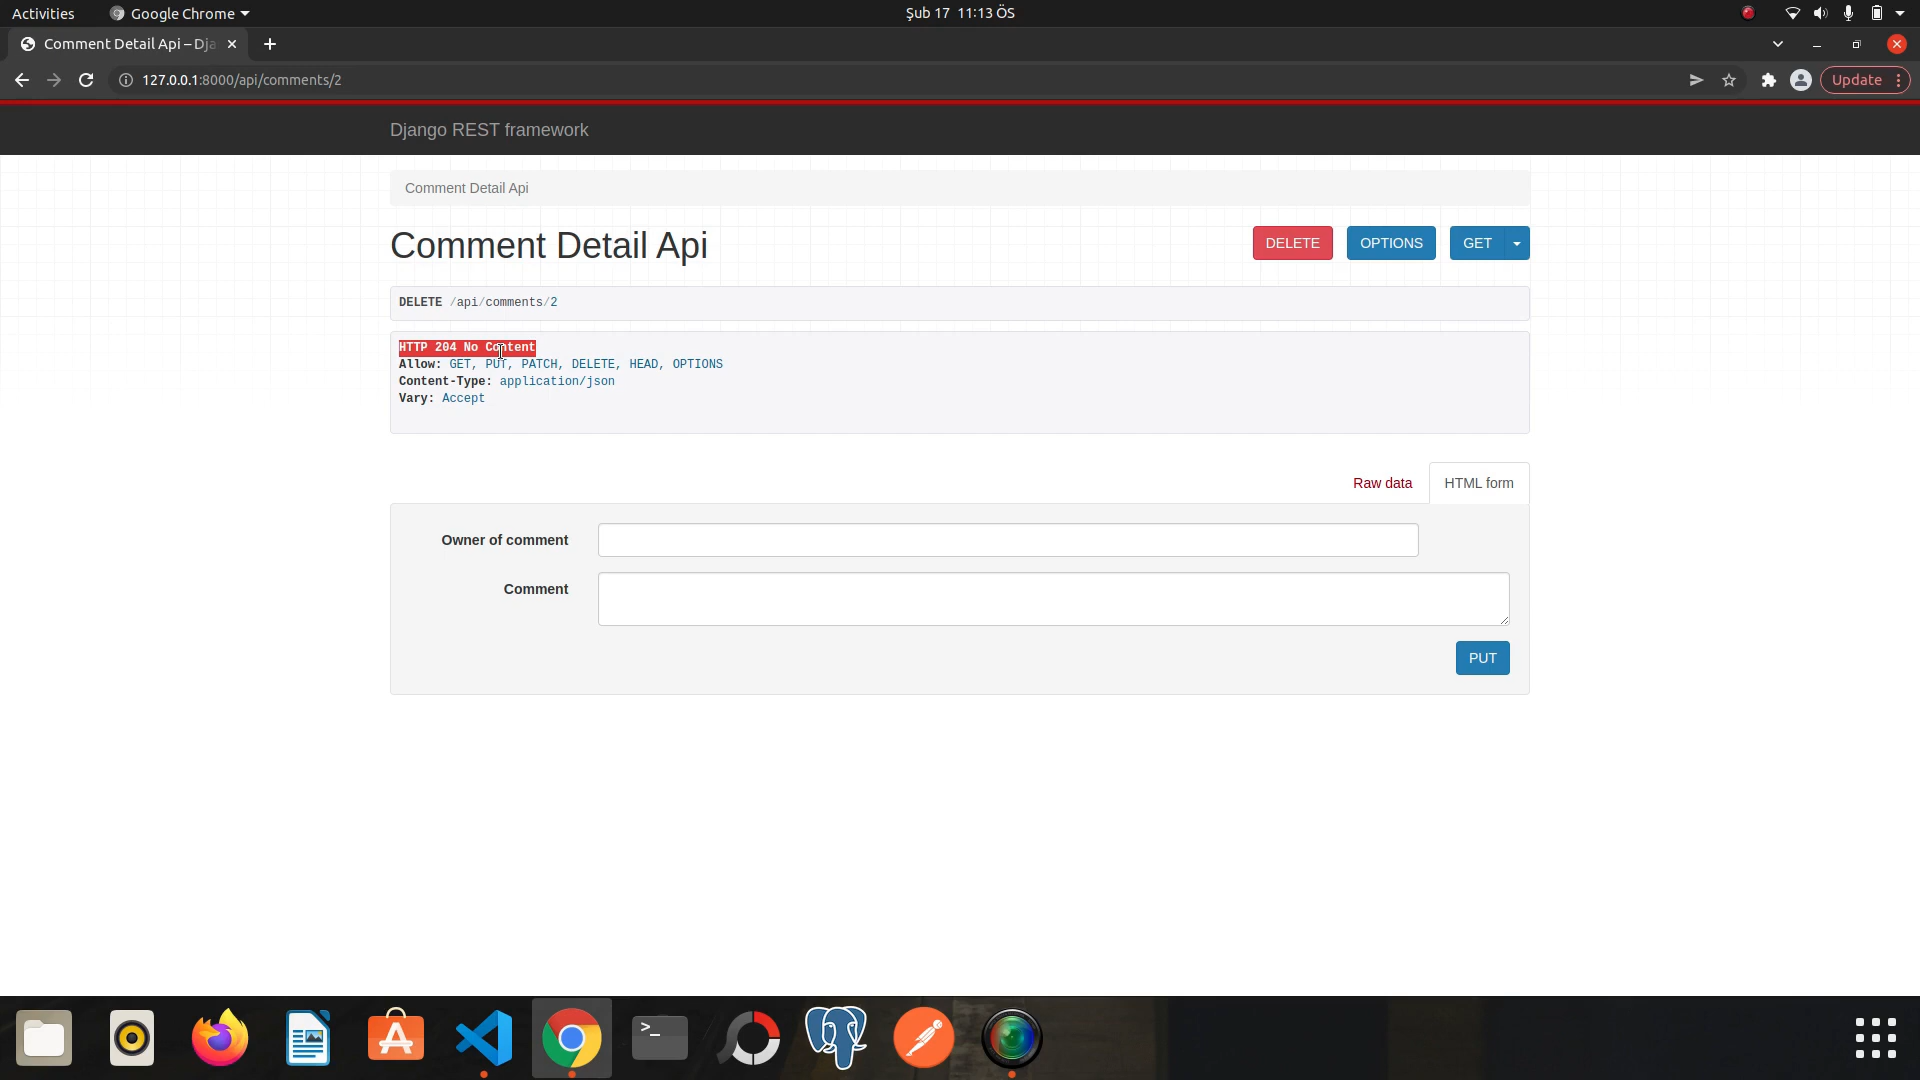 Activities
Google Chrome
Şub 17 11:13 ÖS
Comment Detail Api – Dja
127.0.0.1:8000/api/comments/2
Update
Django REST framework
Comment Detail Api
Comment Detail Api
DELETE
OPTIONS
GET
DELETE /api/comments/2
HTTP 204 No Content
Allow: GET, PUT, PATCH, DELETE, HEAD, OPTIONS
Content-Type: application/json
Vary: Accept
Raw data
HTML form
Owner of comment
Comment
PUT